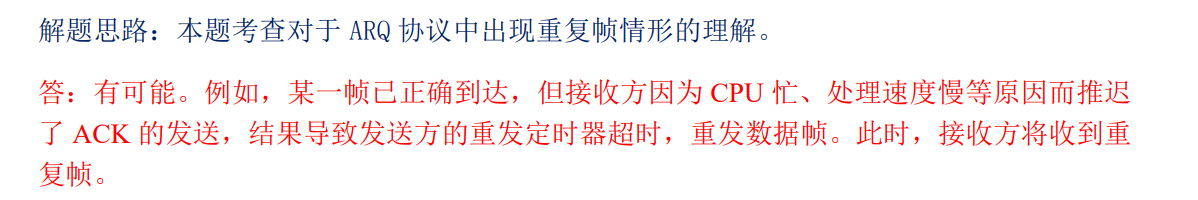 解题思路：本题考查对于 ARQ 协议中出现重复帧情形的理解。
答：有可能。例如，某一帧已正确到达，但接收方因为 CPU 忙、处理速度慢等原因而推迟
了 ACK 的发送，结果导致发送方的重发定时器超时，重发数据帧。此时，接收方将收到重
复帧。